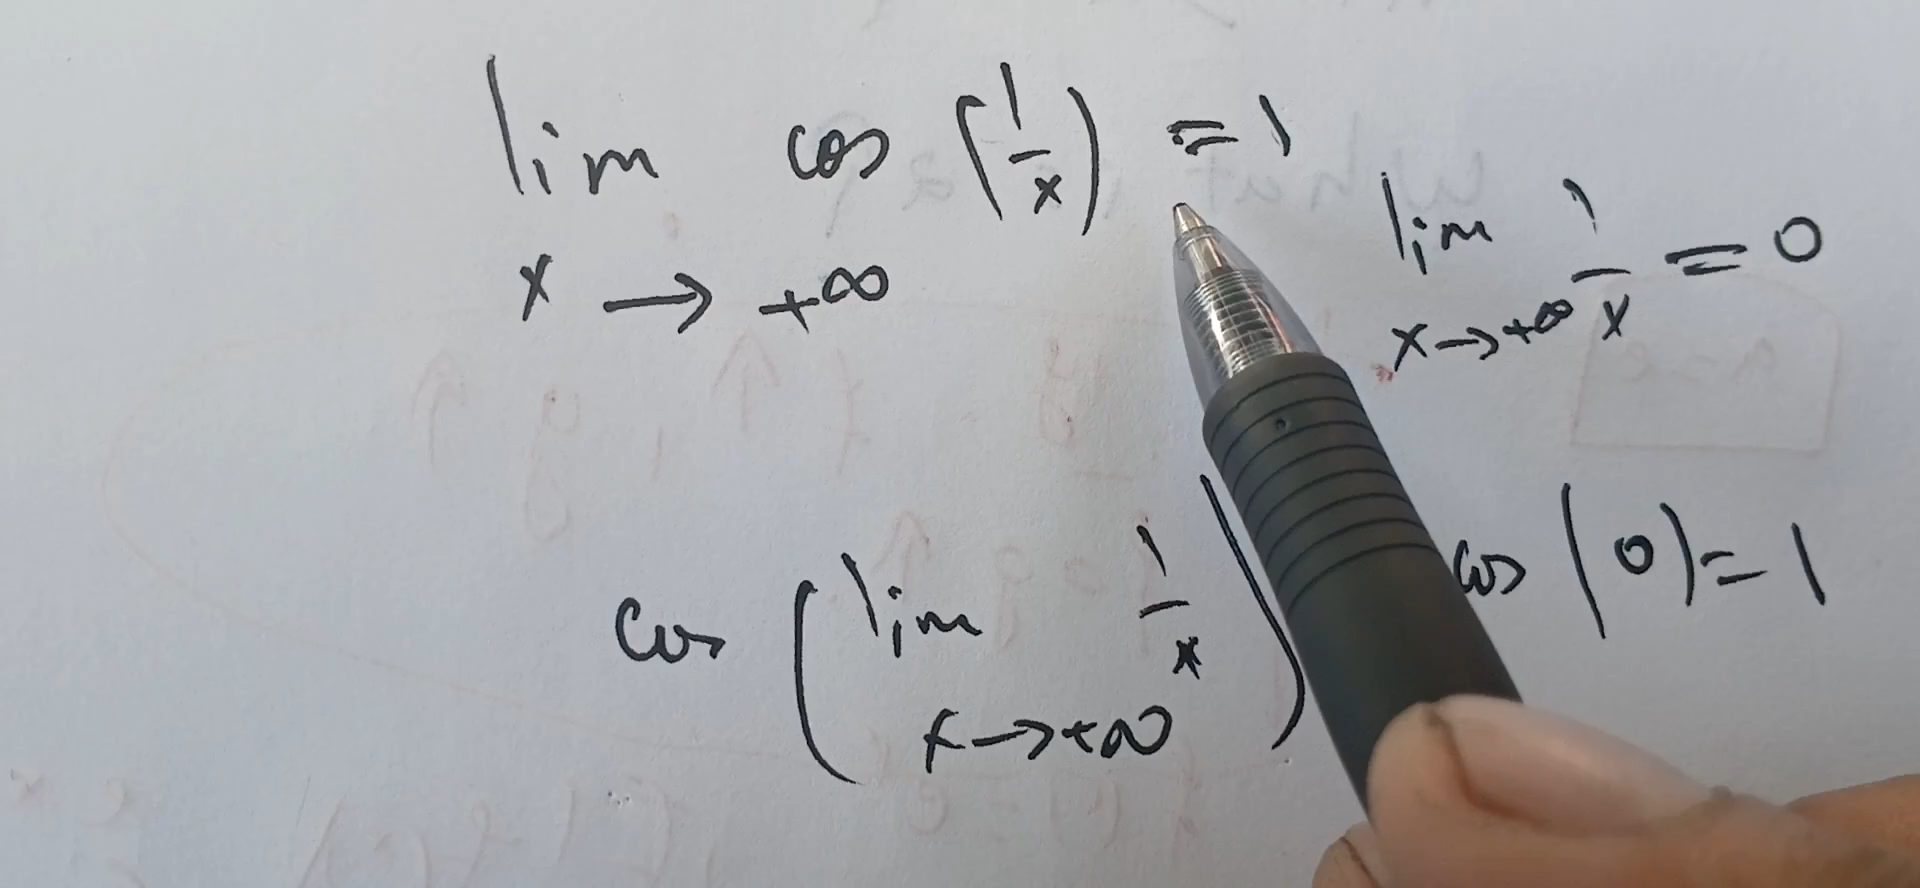 lim cos (1/x) = 1
x → +∞
lim 1/x = 0
x → +∞
cos (lim 1/x) cos (0) = 1
x → +∞